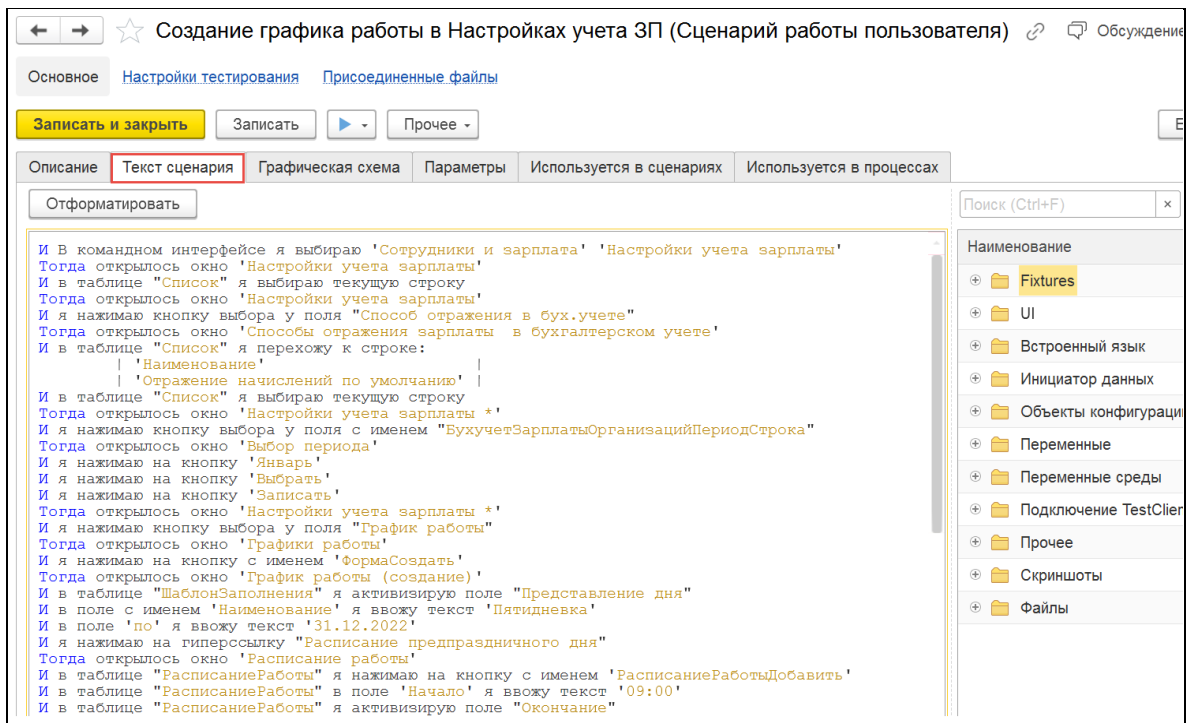 Создание графика работы в Настройках учета ЗП (Сценарий работы пользователя) Обсуждение
Основное Настройки тестирования Присоединенные файлы
Записать и закрыть Записать Прочее Е
Описание Текст сценария Графическая схема Параметры Используется в сценариях Используется в процессах
Отформатировать Поиск (Ctrl+F) ×
И В командном интерфейсе я выбираю 'Сотрудники и зарплата' 'Настройки учета зарплаты'
Тогда открылось окно 'Настройки учета зарплаты'
И в таблице "Список" я выбираю текущую строку
Тогда открылось окно 'Настройки учета зарплаты'
И я нажимаю кнопку выбора у поля "Способ отражения в бух.учете"
Тогда открылось окно 'Способы отражения зарплаты  в бухгалтерском учете'
И в таблице "Список" я перехожу к строке:
| 'Наименование' |
| 'Отражение начислений по умолчанию' |
И в таблице "Список" я выбираю текущую строку
Тогда открылось окно 'Настройки учета зарплаты *'
И я нажимаю кнопку выбора у поля с именем "БухучетЗарплатыОрганизацийПериодСтрока"
Тогда открылось окно 'Выбор периода'
И я нажимаю на кнопку 'Январь'
И я нажимаю на кнопку 'Выбрать'
И я нажимаю на кнопку 'Записать'
Тогда открылось окно 'Настройки учета зарплаты *'
И я нажимаю кнопку выбора у поля "График работы"
Тогда открылось окно 'Графики работы'
И я нажимаю на кнопку с именем 'ФормаСоздать'
Тогда открылось окно 'График работы (создание)'
И в таблице "ШаблонЗаполнения" я активизирую поле "Представление дня"
И в поле с именем 'Наименование' я ввожу текст 'Пятидневка'
И в поле 'по' я ввожу текст '31.12.2022'
И я нажимаю на гиперссылку "Расписание предпраздничного дня"
Тогда открылось окно 'Расписание работы'
И в таблице "РасписаниеРаботы" я нажимаю на кнопку с именем 'РасписаниеРаботыДобавить'
И в таблице "РасписаниеРаботы" в поле 'Начало' я ввожу текст '09:00'
И в таблице "РасписаниеРаботы" я активизирую поле "Окончание"
Наименование
Fixtures
UI
Встроенный язык
Инициатор данных
Объекты конфигураци
Переменные
Переменные среды
Подключение TestClien
Прочее
Скриншоты
Файлы